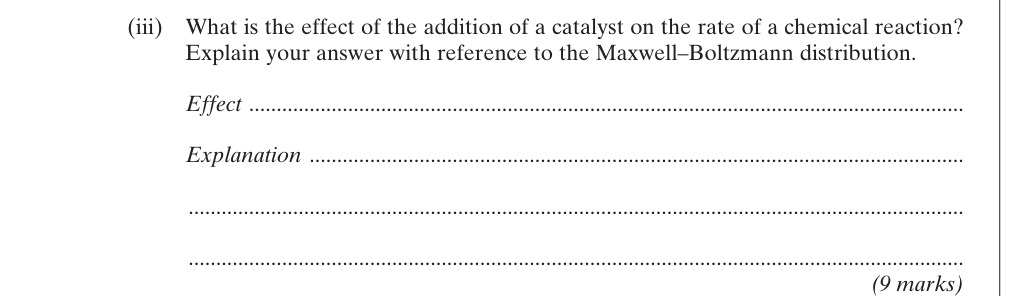 (iii) What is the effect of the addition of a catalyst on the rate of a chemical reaction?
Explain your answer with reference to the Maxwell–Boltzmann distribution.
Effect ..........................................................................................................................................
Explanation ......................................................................................................................
............................................................................................................................................
............................................................................................................................................
(9 marks)